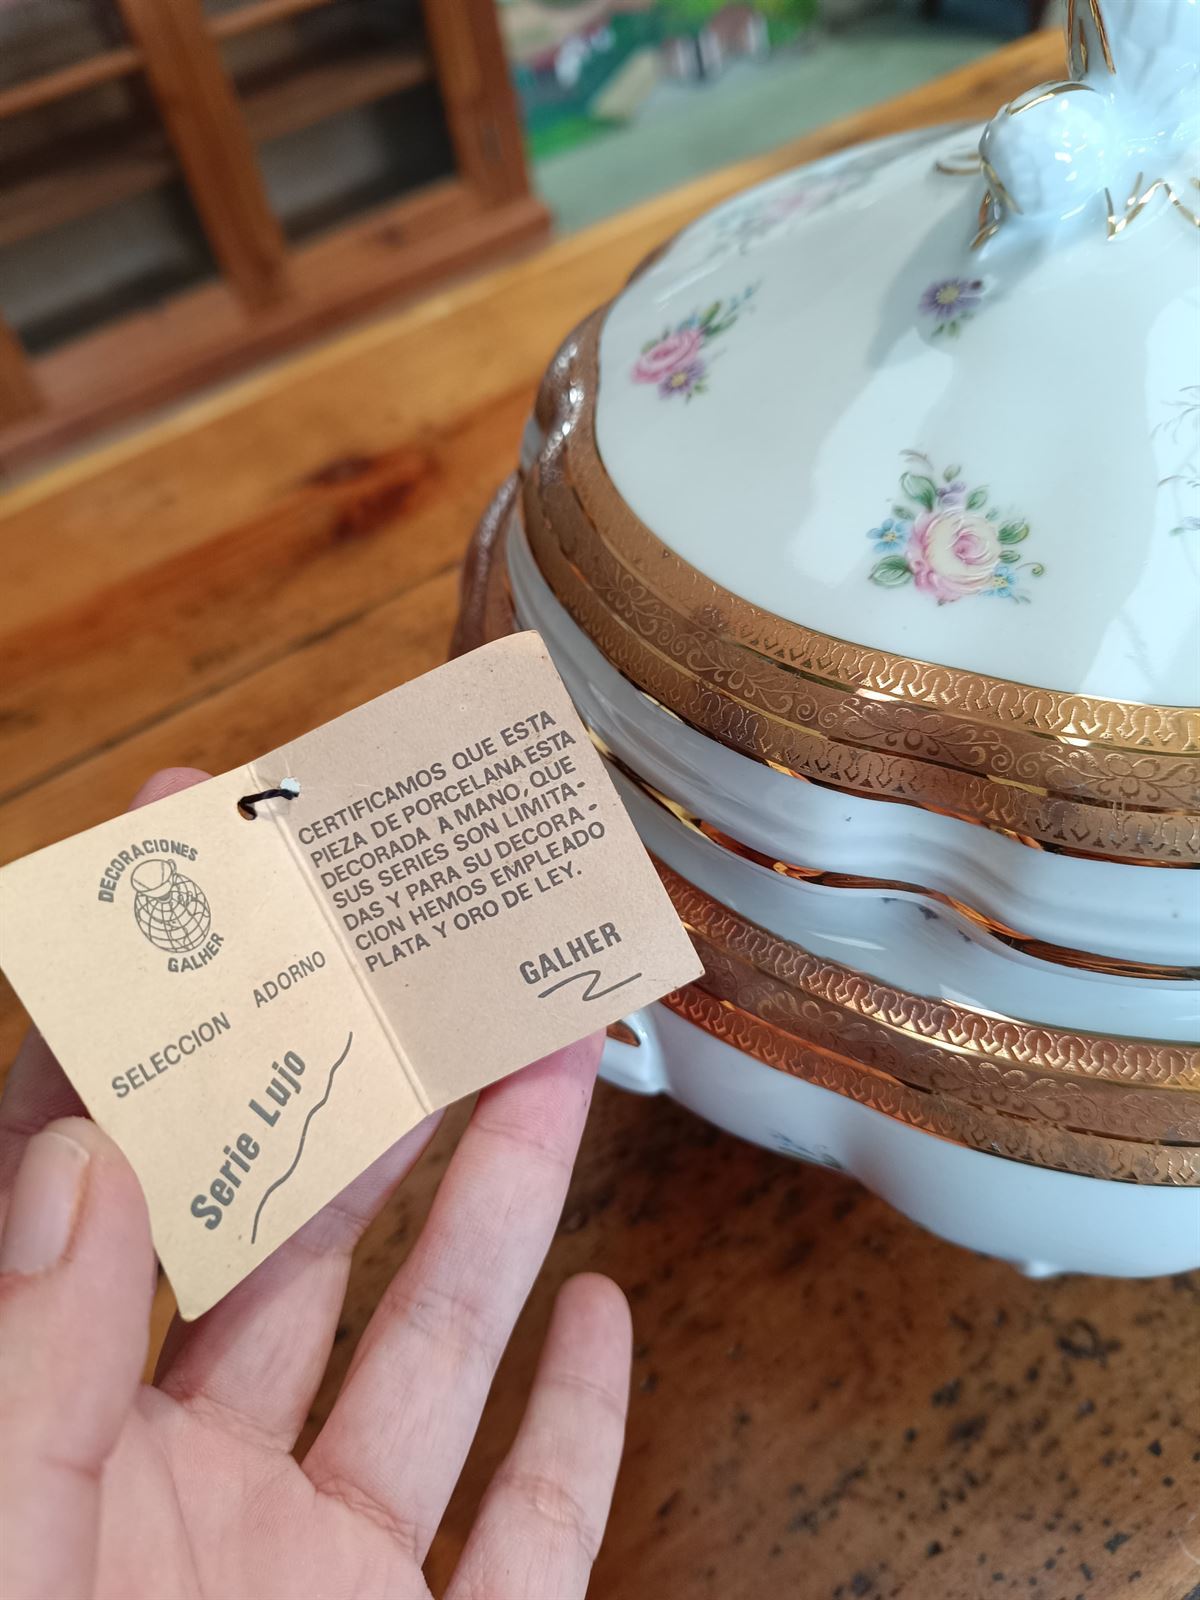 DECORACIONES
GALHER
SELECCION ADORNO
Serie Lujo
CERTIFICAMOS QUE ESTA
PIEZA DE PORCELANA ESTA
DECORADA A MANO, QUE
SUS SERIES SON LIMITA-
DAS Y PARA SU DECORA-
CION HEMOS EMPLEADO
PLATA Y ORO DE LEY.
GALHER